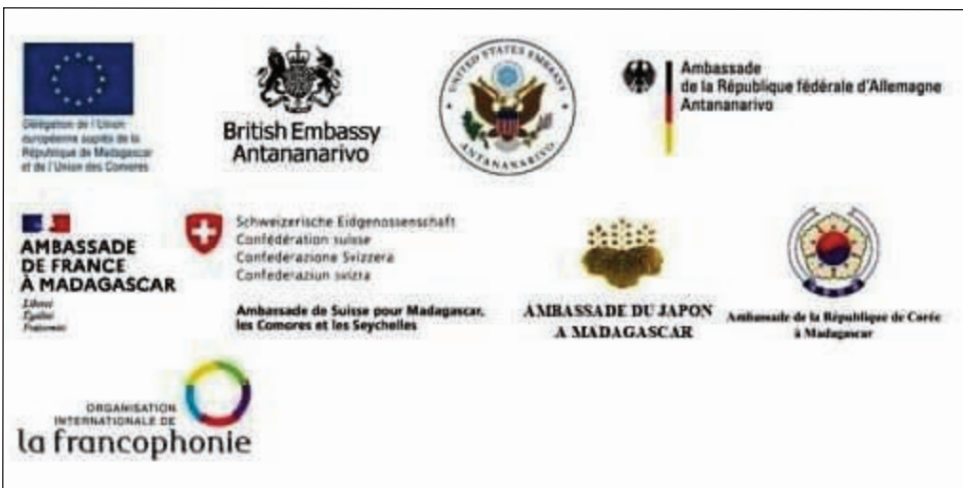 Délégation de l'Union
européenne auprès de la
République de Madagascar
et de l'Union des Comores
British Embassy
Antananarivo
UNITED STATES EMBASSY
ANTANANARIVO
Ambassade
de la République fédérale d'Allemagne
Antananarivo
AMBASSADE
DE FRANCE
À MADAGASCAR
Liberté
Égalité
Fraternité
Schweizerische Eidgenossenschaft
Confédération suisse
Confederazione Svizzera
Confederaziun svizra
Ambassade de Suisse pour Madagascar,
les Comores et les Seychelles
AMBASSADE DU JAPON
A MADAGASCAR
Ambassade de la République de Corée
à Madagascar
ORGANISATION
INTERNATIONALE DE
la francophonie